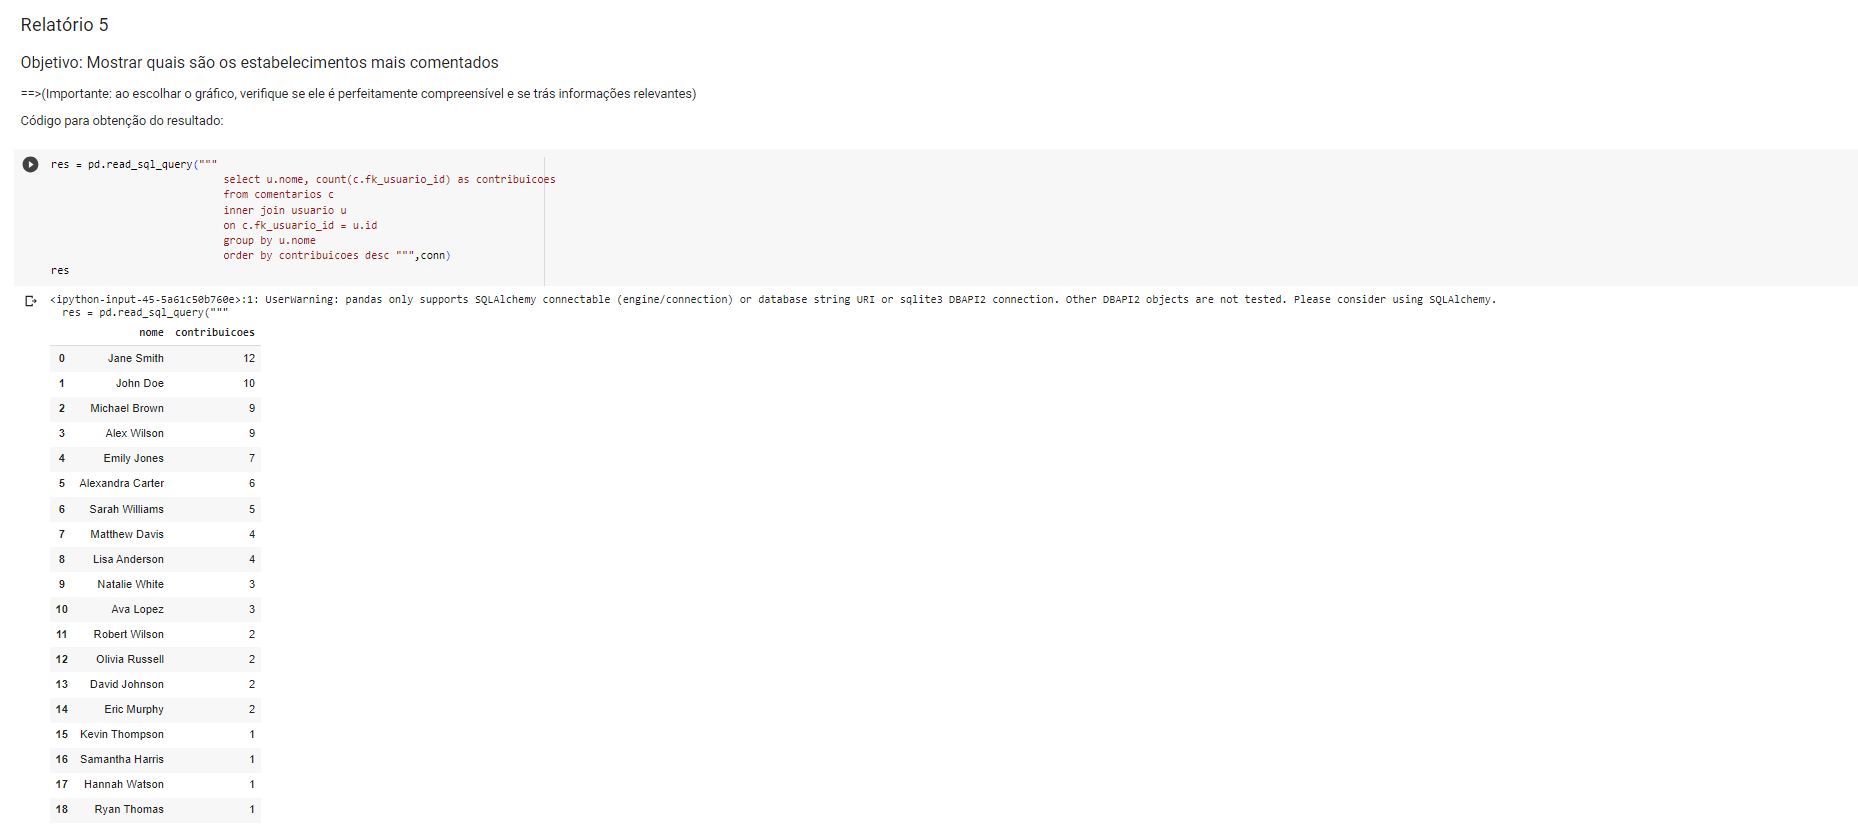 Relatório 5
Objetivo: Mostrar quais são os estabelecimentos mais comentados
==>(Importante: ao escolhar o gráfico, verifique se ele é perfeitamente compreensível e se trás informações relevantes)
Código para obtenção do resultado:
res = pd.read_sql_query("""
select u.nome, count(c.fk_usuario_id) as contribuicoes
from comentarios c
inner join usuario u
on c.fk_usuario_id = u.id
group by u.nome
order by contribuicoes desc """,conn)
res
<ipython-input-45-5a61c50b760e>:1: UserWarning: pandas only supports SQLAlchemy connectable (engine/connection) or database string URI or sqlite3 DBAPI2 connection. Other DBAPI2 objects are not tested. Please consider using SQLAlchemy.
res = pd.read_sql_query("""
nome contribuicoes
0 Jane Smith 12
1 John Doe 10
2 Michael Brown 9
3 Alex Wilson 9
4 Emily Jones 7
5 Alexandra Carter 6
6 Sarah Williams 5
7 Matthew Davis 4
8 Lisa Anderson 4
9 Natalie White 3
10 Ava Lopez 3
11 Robert Wilson 2
12 Olivia Russell 2
13 David Johnson 2
14 Eric Murphy 2
15 Kevin Thompson 1
16 Samantha Harris 1
17 Hannah Watson 1
18 Ryan Thomas 1